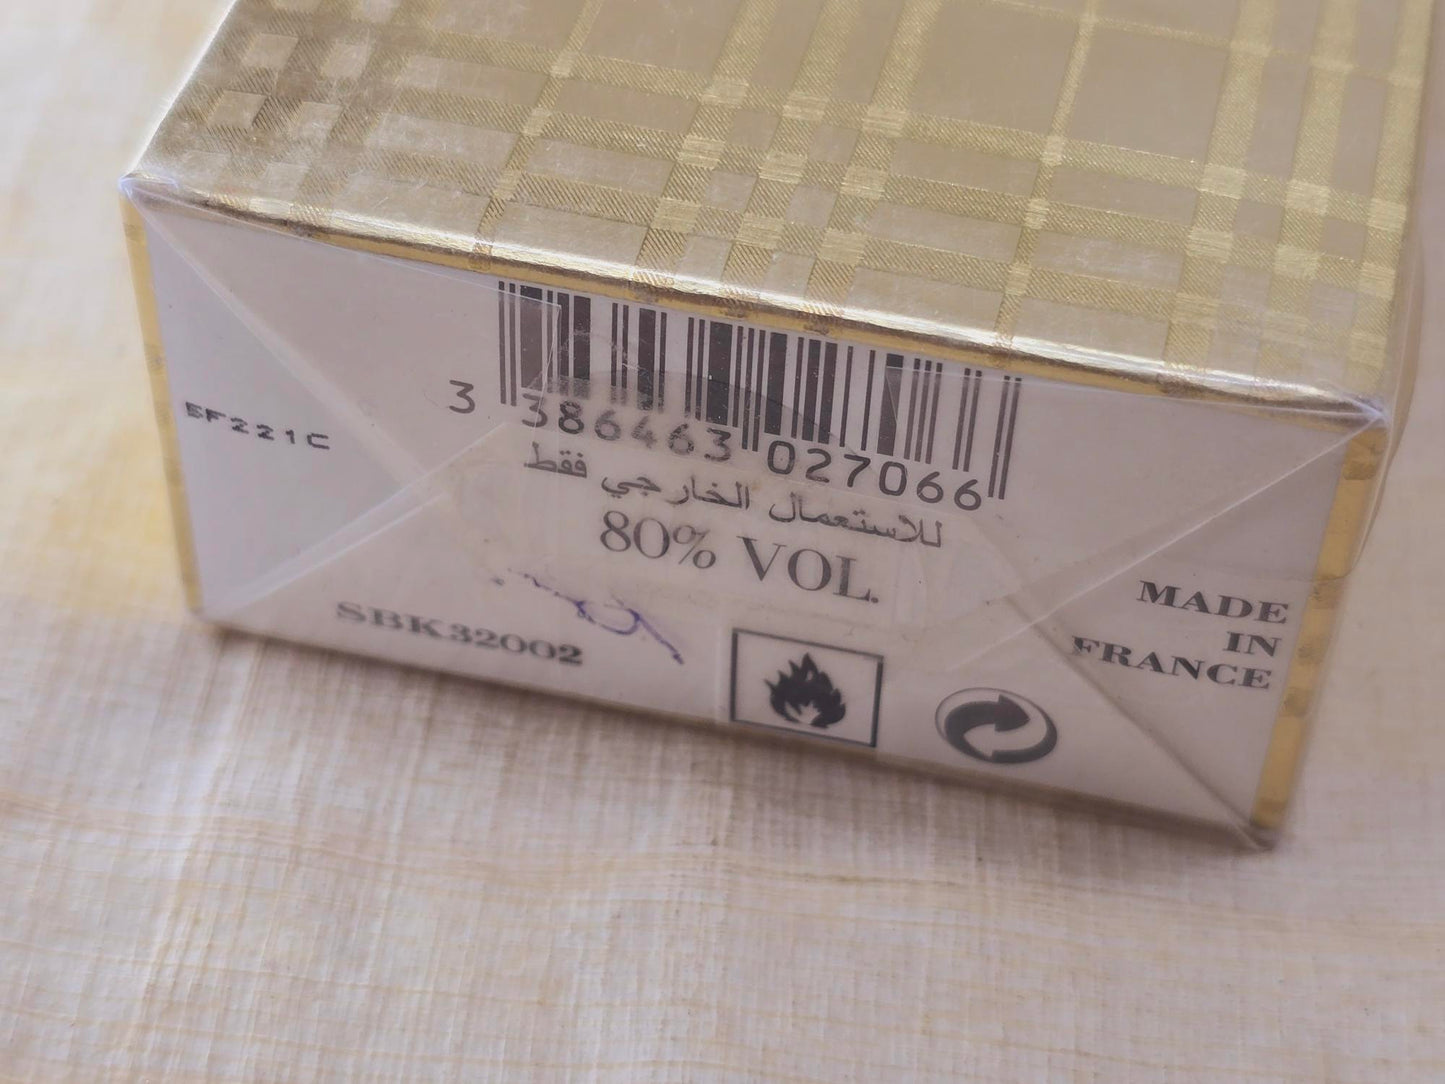 3 386463 027066
للاستعمال الخارجي فقط
80% VOL.
5F221C
SBK32002
MADE
IN
FRANCE